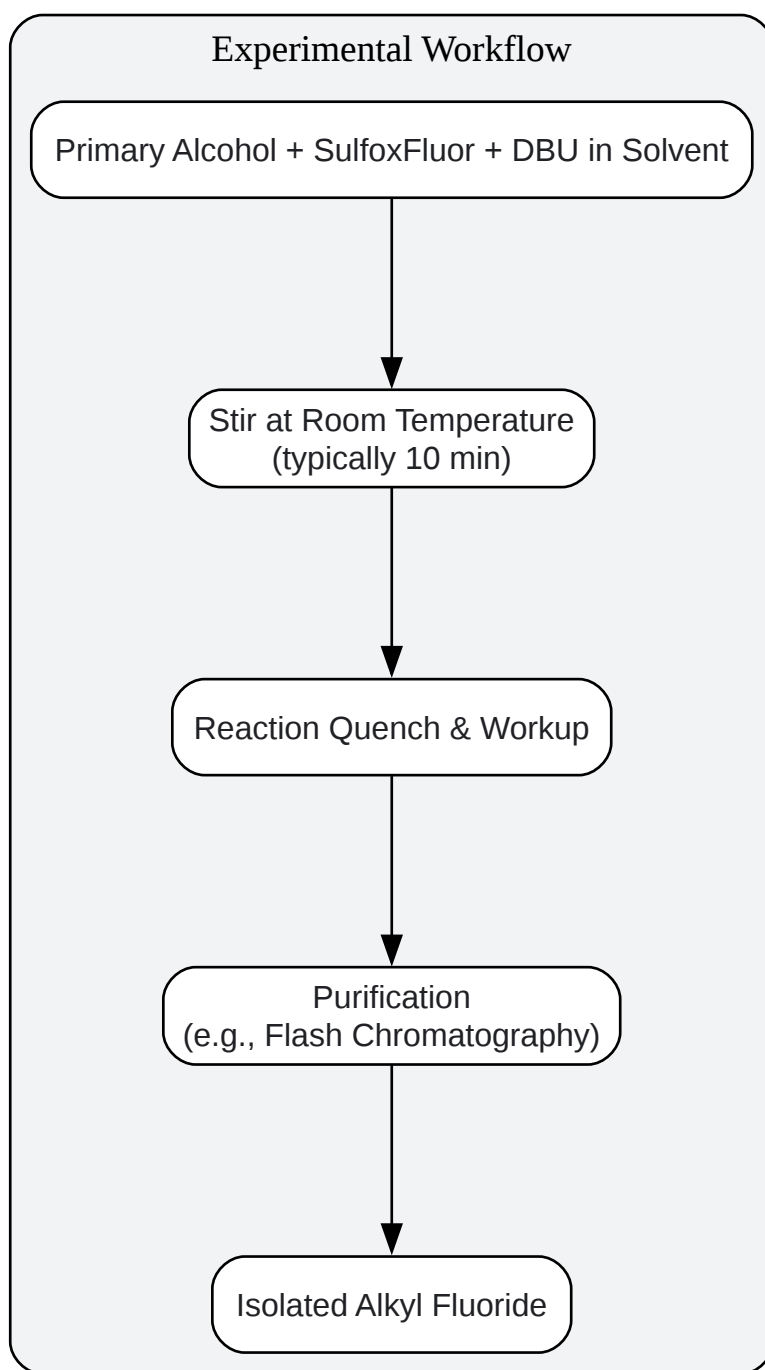 Experimental Workflow
Primary Alcohol + SulfoxFluor + DBU in Solvent
Stir at Room Temperature
(typically 10 min)
Reaction Quench & Workup
Purification
(e.g., Flash Chromatography)
Isolated Alkyl Fluoride